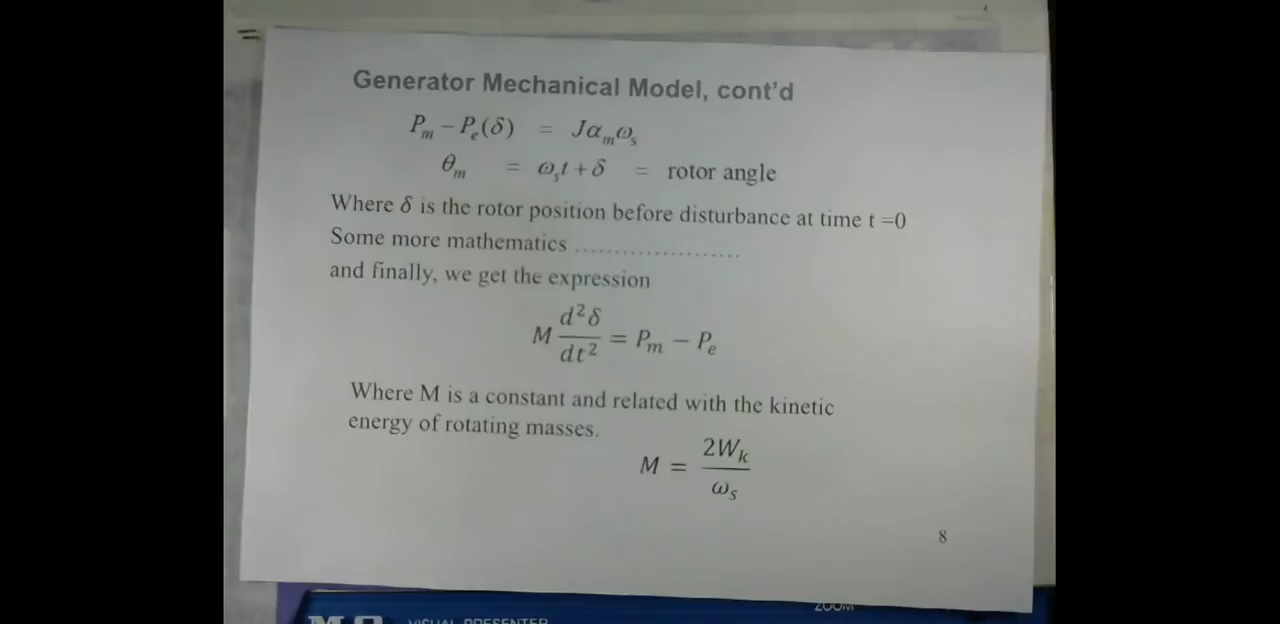 Generator Mechanical Model, cont'd
Pₘ − Pₑ(δ) = Jαₘωₛ
θₘ = ωₛt + δ = rotor angle
Where δ is the rotor position before disturbance at time t =0
Some more mathematics .....................
and finally, we get the expression
M d²δ/dt² = Pₘ − Pₑ
Where M is a constant and related with the kinetic
energy of rotating masses.
M = 2Wₖ/ωₛ
8
ZOOM
VISUAL PRESENTER